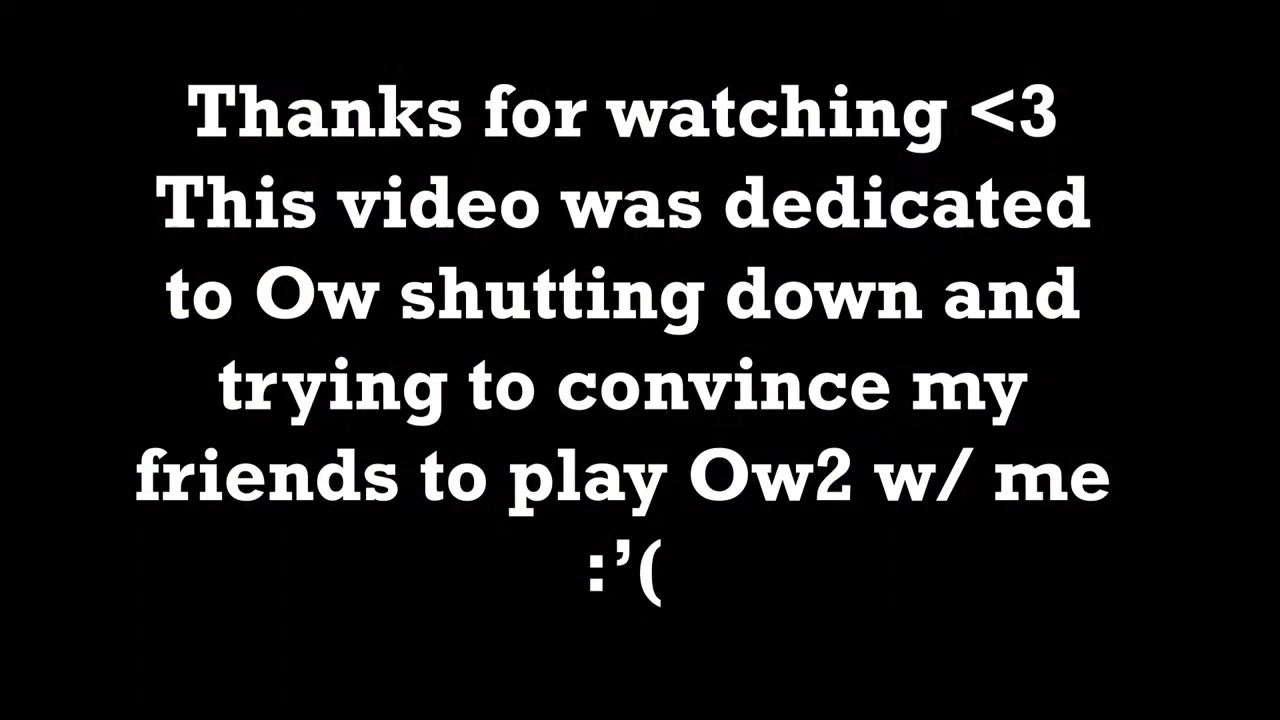 Thanks for watching <3
This video was dedicated
to Ow shutting down and
trying to convince my
friends to play Ow2 w/ me
:’(